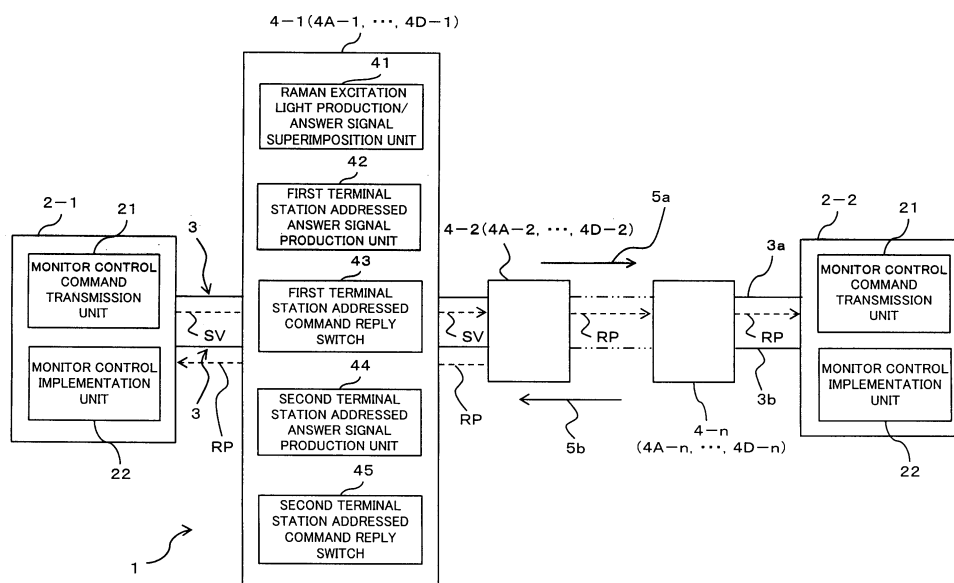 4-1(4A-1, ···, 4D-1)
41
RAMAN EXCITATION
LIGHT PRODUCTION/
ANSWER SIGNAL
SUPERIMPOSITION UNIT
42
FIRST TERMINAL
STATION ADDRESSED
ANSWER SIGNAL
PRODUCTION UNIT
43
FIRST TERMINAL
STATION ADDRESSED
COMMAND REPLY
SWITCH
44
SECOND TERMINAL
STATION ADDRESSED
ANSWER SIGNAL
PRODUCTION UNIT
45
SECOND TERMINAL
STATION ADDRESSED
COMMAND REPLY
SWITCH
2-1
21
MONITOR CONTROL
COMMAND
TRANSMISSION
UNIT
MONITOR CONTROL
IMPLEMENTATION
UNIT
22
3
SV
3
RP
1
4-2(4A-2, ···, 4D-2)
5a
SV
RP
RP
5b
3a
RP
3b
4-n
(4A-n, ···, 4D-n)
2-2
21
MONITOR CONTROL
COMMAND
TRANSMISSION
UNIT
MONITOR CONTROL
IMPLEMENTATION
UNIT
22